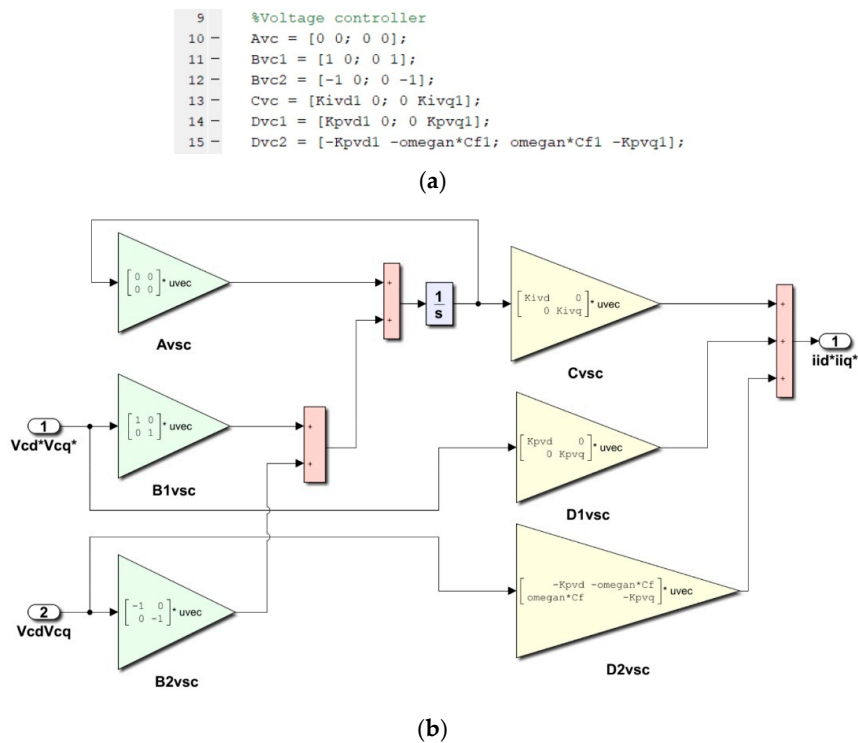 9 %Voltage controller
10 – Avc = [0 0; 0 0];
11 – Bvc1 = [1 0; 0 1];
12 – Bvc2 = [-1 0; 0 -1];
13 – Cvc = [Kivd1 0; 0 Kivq1];
14 – Dvc1 = [Kpvd1 0; 0 Kpvq1];
15 – Dvc2 = [-Kpvd1 -omegan*Cf1; omegan*Cf1 -Kpvq1];
(a)
0 0
0 0
* uvec
Avsc
+
+
1
s
Kivd 0
0 Kivq
* uvec
Cvsc
+
+
+
1
iid*iiq*
1
Vcd*Vcq*
1 0
0 1
* uvec
B1vsc
+
+
Kpvd 0
0 Kpvq
* uvec
D1vsc
2
VcdVcq
-1 0
0 -1
* uvec
B2vsc
-Kpvd -omegan*Cf
omegan*Cf -Kpvq
* uvec
D2vsc
(b)